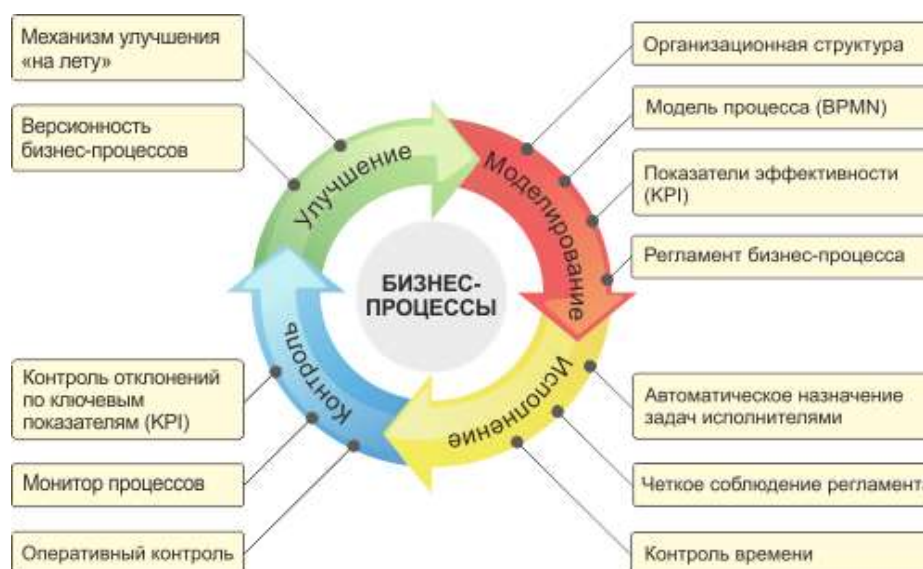 Механизм улучшения
«на лету»
Версионность
бизнес-процессов
Организационная структура
Модель процесса (BPMN)
Показатели эффективности
(KPI)
Регламент бизнес-процесса
Улучшение
Моделирование
БИЗНЕС-
ПРОЦЕССЫ
Контроль
Исполнение
Контроль отклонений
по ключевым
показателям (KPI)
Монитор процессов
Оперативный контроль
Автоматическое назначение
задач исполнителями
Четкое соблюдение регламент
Контроль времени